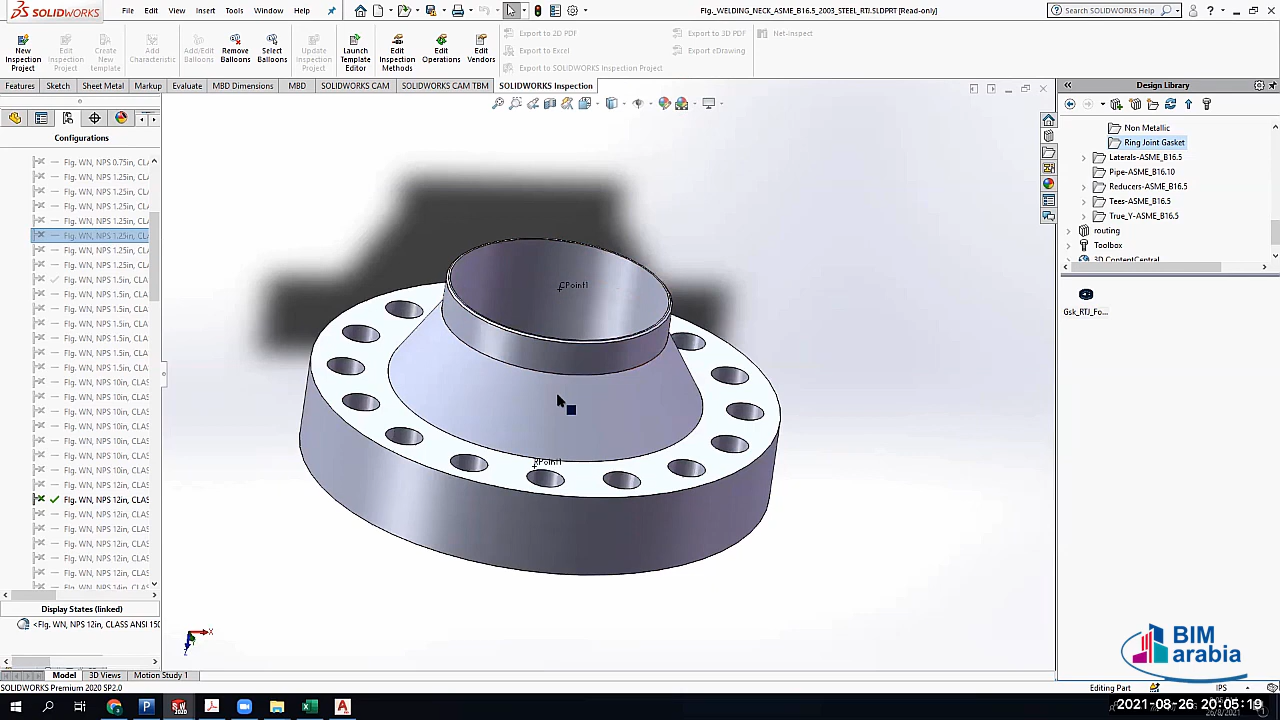 SOLIDWORKS
File
Edit
View
Insert
Tools
Window
Help
Flg._WELDING_NECK_ASME_B16.5_2003_STEEL_RTJ.SLDPRT [Read-only]
Search SOLIDWORKS Help
New Inspection Project
Edit Inspection Project
Create New template
Add Characteristic
Add/Edit Balloons
Remove Balloons
Select Balloons
Update Inspection Project
Launch Template Editor
Edit Inspection Methods
Edit Operations
Edit Vendors
Export to 2D PDF
Export to Excel
Export to SOLIDWORKS Inspection Project
Export to 3D PDF
Export eDrawing
Net-Inspect
Features
Sketch
Sheet Metal
Markup
Evaluate
MBD Dimensions
MBD
SOLIDWORKS CAM
SOLIDWORKS CAM TBM
SOLIDWORKS Inspection
Configurations
Flg. WN, NPS 0.75in, CLA
Flg. WN, NPS 1.25in, CLA
Flg. WN, NPS 1.25in, CLA
Flg. WN, NPS 1.25in, CLA
Flg. WN, NPS 1.25in, CLA
Flg. WN, NPS 1.25in, CLA
Flg. WN, NPS 1.25in, CLA
Flg. WN, NPS 1.5in, CLA
Flg. WN, NPS 1.5in, CLA
Flg. WN, NPS 1.5in, CLA
Flg. WN, NPS 1.5in, CLA
Flg. WN, NPS 1.5in, CLA
Flg. WN, NPS 1.5in, CLA
Flg. WN, NPS 1.5in, CLA
Flg. WN, NPS 10in, CLAS
Flg. WN, NPS 10in, CLAS
Flg. WN, NPS 10in, CLAS
Flg. WN, NPS 10in, CLAS
Flg. WN, NPS 10in, CLAS
Flg. WN, NPS 10in, CLAS
Flg. WN, NPS 10in, CLAS
Flg. WN, NPS 12in, CLAS
Flg. WN, NPS 12in, CLAS
Flg. WN, NPS 12in, CLAS
Flg. WN, NPS 12in, CLAS
Flg. WN, NPS 12in, CLAS
Flg. WN, NPS 12in, CLAS
Flg. WN, NPS 14in, CLAS
Display States (linked)
<Flg. WN, NPS 12in, CLASS ANSI 150
CPoint1
RPoint1
X
Z
Design Library
Non Metallic
Ring Joint Gasket
Laterals-ASME_B16.5
Pipe-ASME_B16.10
Reducers-ASME_B16.5
Tees-ASME_B16.5
True_Y-ASME_B16.5
routing
Toolbox
3D ContentCentral
Gsk_RTJ_Fo...
BIM
arabia
Model
3D Views
Motion Study 1
SOLIDWORKS Premium 2020 SP2.0
Editing Part
IPS
2021-08-26 20:05:19